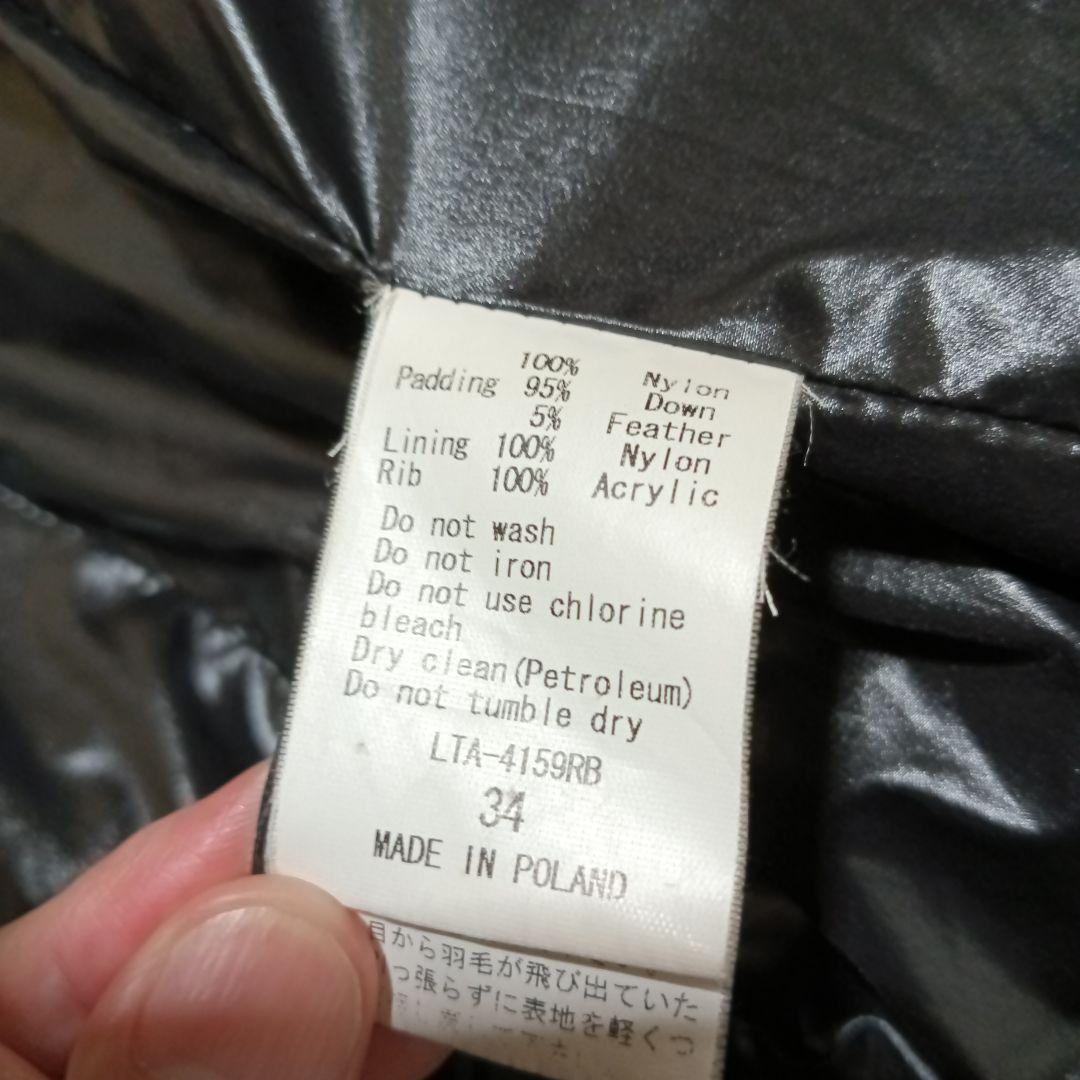 100% Nylon
Padding 95% Down
5% Feather
Lining 100% Nylon
Rib 100% Acrylic
Do not wash
Do not iron
Do not use chlorine
bleach
Dry clean(Petroleum)
Do not tumble dry
LTA-4159RB
34
MADE IN POLAND
目から羽毛が飛び出ていた
っ張らずに表地を軽くつ